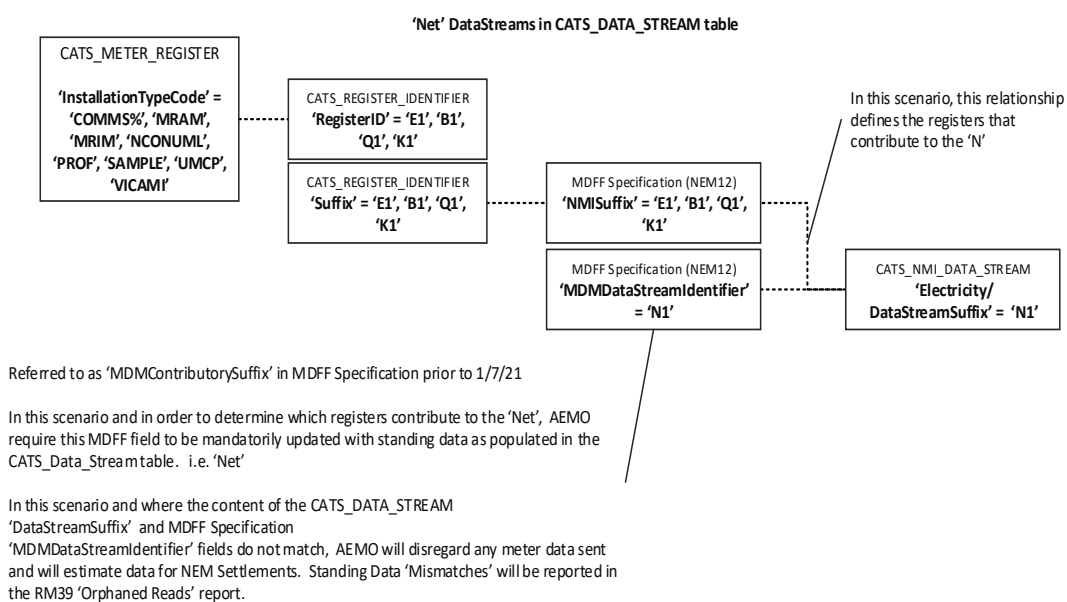 ‘Net’ DataStreams in CATS_DATA_STREAM table
CATS_METER_REGISTER
‘InstallationTypeCode’ =
‘COMMS%’, ‘MRAM’,
‘MRIM’, ‘NCONUML’,
‘PROF’, ‘SAMPLE’, ‘UMCP’,
‘VICAMI’
CATS_REGISTER_IDENTIFIER
‘RegisterID’ = ‘E1’, ‘B1’,
‘Q1’, ‘K1’
CATS_REGISTER_IDENTIFIER
‘Suffix’ = ‘E1’, ‘B1’, ‘Q1’,
‘K1’
MDFF Specification (NEM12)
‘NMISuffix’ = ‘E1’, ‘B1’, ‘Q1’,
‘K1’
MDFF Specification (NEM12)
‘MDMDataStreamIdentifier’
= ‘N1’
In this scenario, this relationship
defines the registers that
contribute to the ‘N’
CATS_NMI_DATA_STREAM
‘Electricity/
DataStreamSuffix’ = ‘N1’
Referred to as ‘MDMContributorySuffix’ in MDFF Specification prior to 1/7/21
In this scenario and in order to determine which registers contribute to the ‘Net’, AEMO
require this MDFF field to be mandatorily updated with standing data as populated in the
CATS_Data_Stream table. i.e. ‘Net’
In this scenario and where the content of the CATS_DATA_STREAM
‘DataStreamSuffix’ and MDFF Specification
‘MDMDataStreamIdentifier’ fields do not match, AEMO will disregard any meter data sent
and will estimate data for NEM Settlements. Standing Data ‘Mismatches’ will be reported in
the RM39 ‘Orphaned Reads’ report.